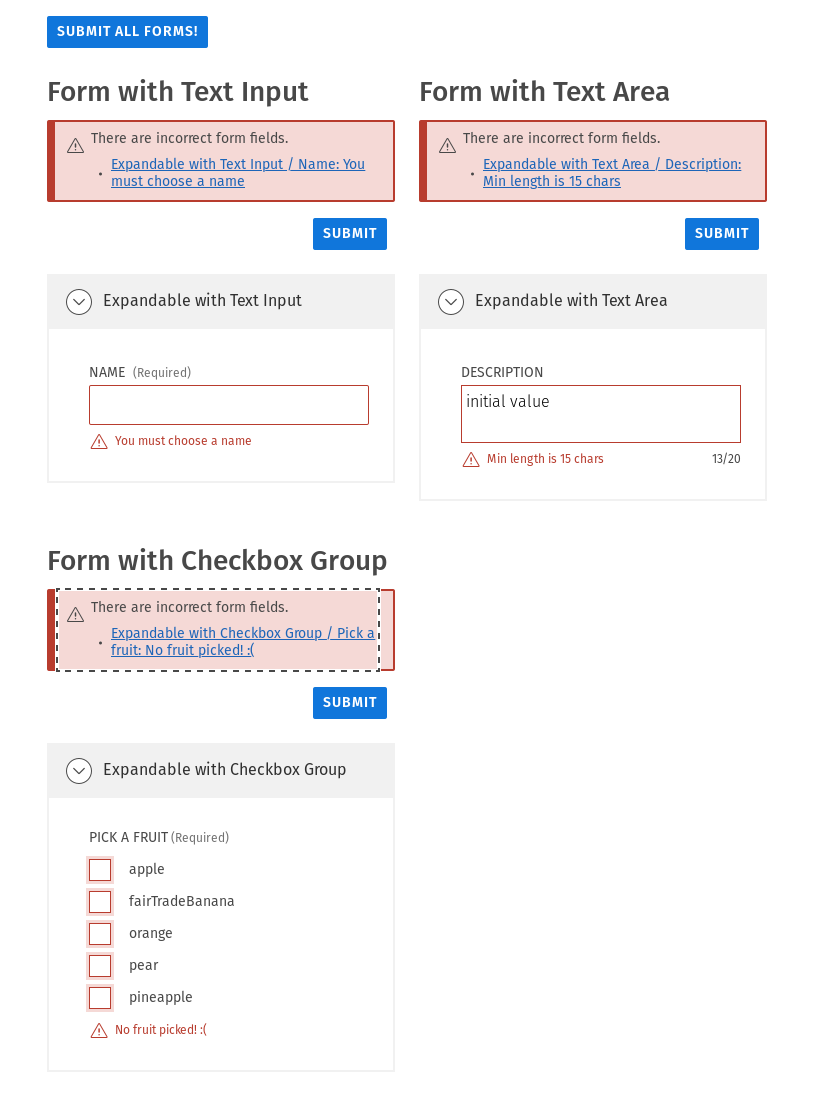 SUBMIT ALL FORMS!
Form with Text Input
There are incorrect form fields.
• Expandable with Text Input / Name: You
must choose a name
SUBMIT
Expandable with Text Input
NAME (Required)
You must choose a name
Form with Text Area
There are incorrect form fields.
• Expandable with Text Area / Description:
Min length is 15 chars
SUBMIT
Expandable with Text Area
DESCRIPTION
initial value
Min length is 15 chars 13/20
Form with Checkbox Group
There are incorrect form fields.
• Expandable with Checkbox Group / Pick a
fruit: No fruit picked! :(
SUBMIT
Expandable with Checkbox Group
PICK A FRUIT (Required)
apple
fairTradeBanana
orange
pear
pineapple
No fruit picked! :(